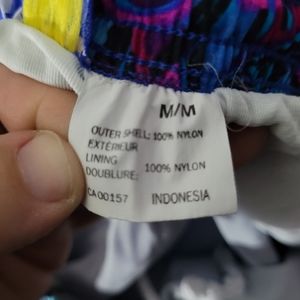 M/M
OUTER SHELL: 100% NYLON
EXTÉRIEUR
LINING
DOUBLURE: 100% NYLON
CA00157 INDONESIA